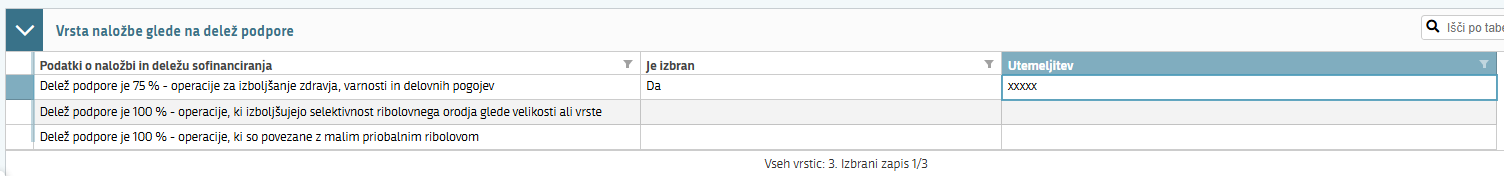 Vrsta naložbe glede na delež podpore
Išči po tabe
Podatki o naložbi in deležu sofinanciranja Je izbran Utemeljitev
Delež podpore je 75 % - operacije za izboljšanje zdravja, varnosti in delovnih pogojev Da xxxxx
Delež podpore je 100 % - operacije, ki izboljšujejo selektivnost ribolovnega orodja glede velikosti ali vrste
Delež podpore je 100 % - operacije, ki so povezane z malim priobalnim ribolovom
Vseh vrstic: 3. Izbrani zapis 1/3